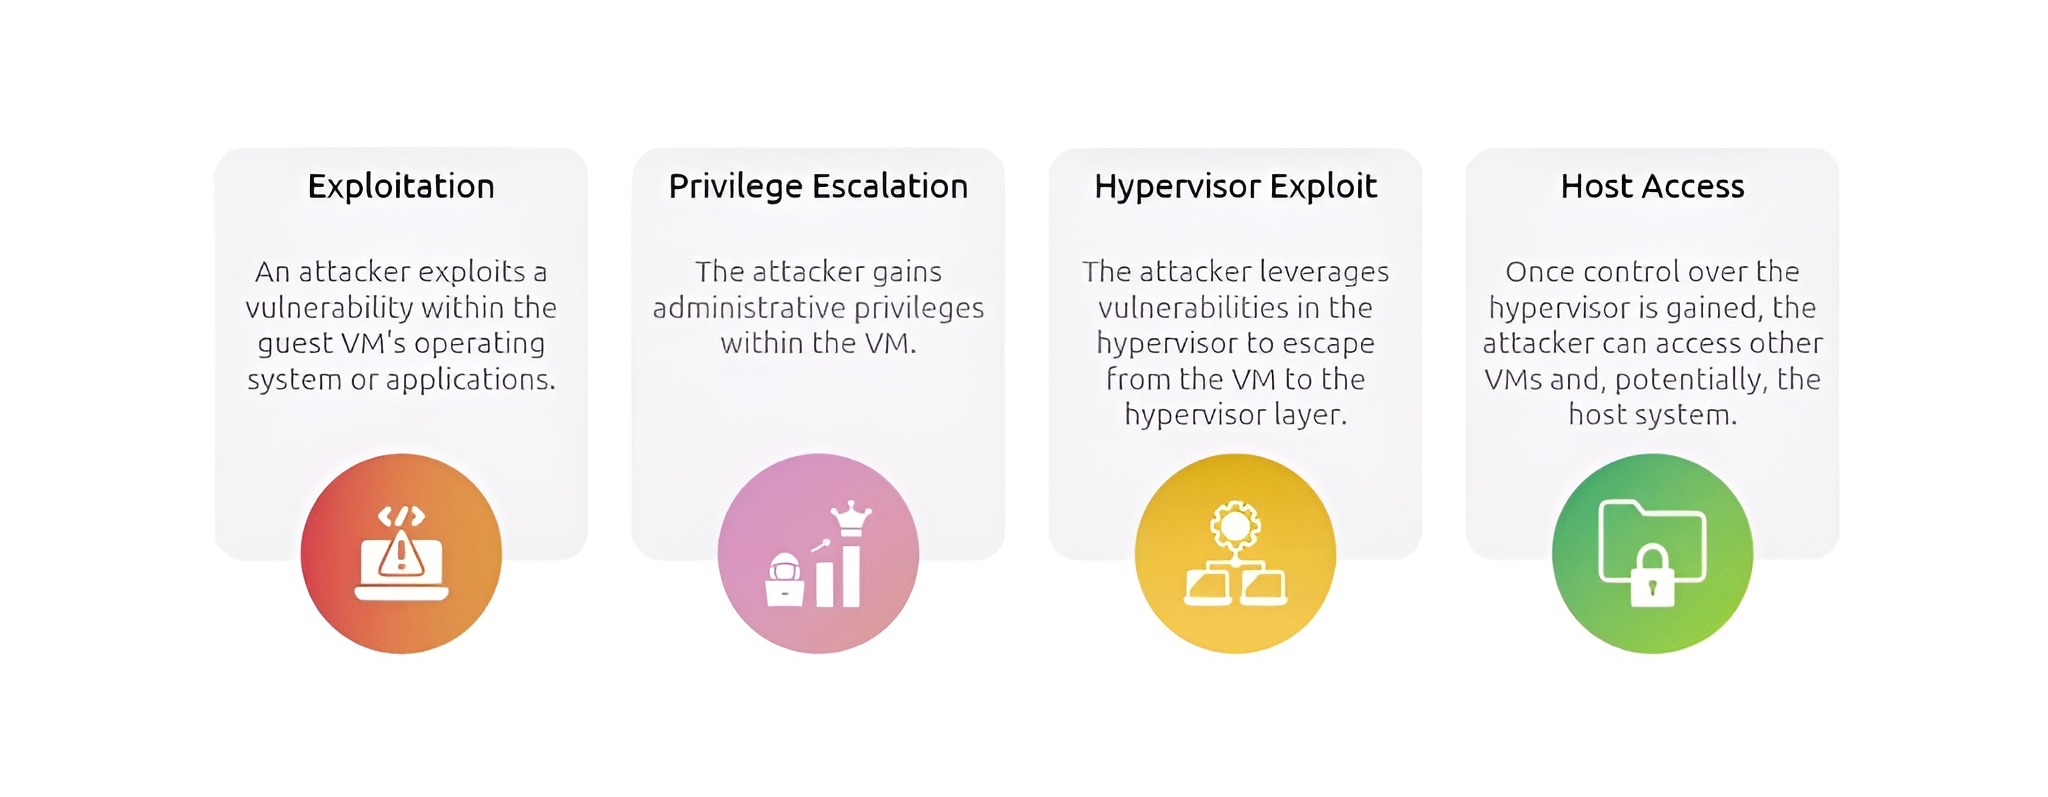 Exploitation
An attacker exploits a
vulnerability within the
guest VM's operating
system or applications.
Privilege Escalation
The attacker gains
administrative privileges
within the VM.
Hypervisor Exploit
The attacker leverages
vulnerabilities in the
hypervisor to escape
from the VM to the
hypervisor layer.
Host Access
Once control over the
hypervisor is gained, the
attacker can access other
VMs and, potentially, the
host system.